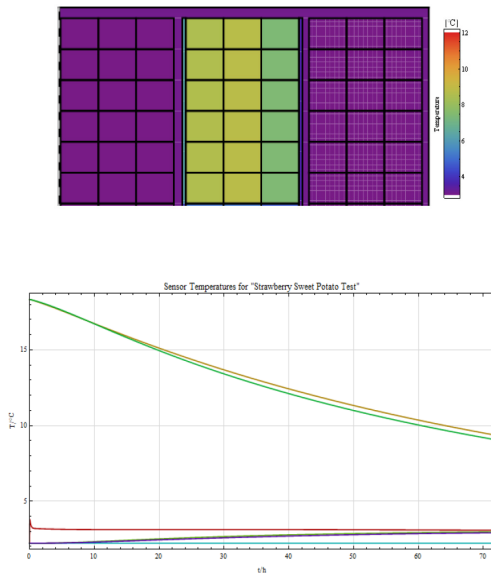 [°C]
12
10
8
6
4
Temperature
Sensor Temperatures for "Strawberry Sweet Potato Test"
15
10
5
T/°C
0 10 20 30 40 50 60 70
t/h